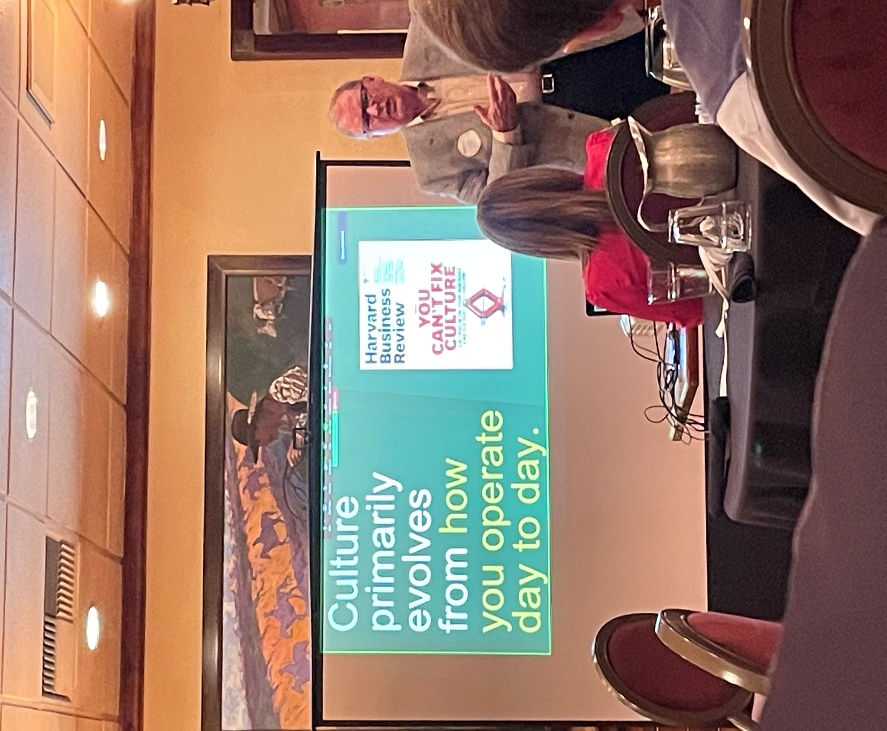 Culture
primarily
evolves
from how
you operate
day to day.
Harvard
Business
Review
YOU
CAN'T FIX
CULTURE